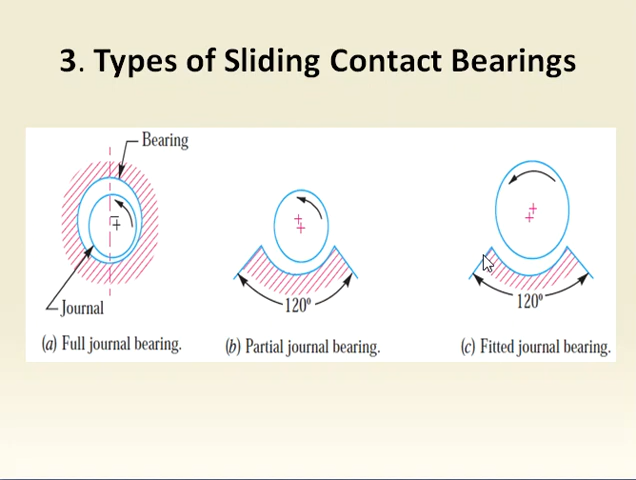 3. Types of Sliding Contact Bearings
Bearing
Journal
120°
120°
(a) Full journal bearing.
(b) Partial journal bearing.
(c) Fitted journal bearing.